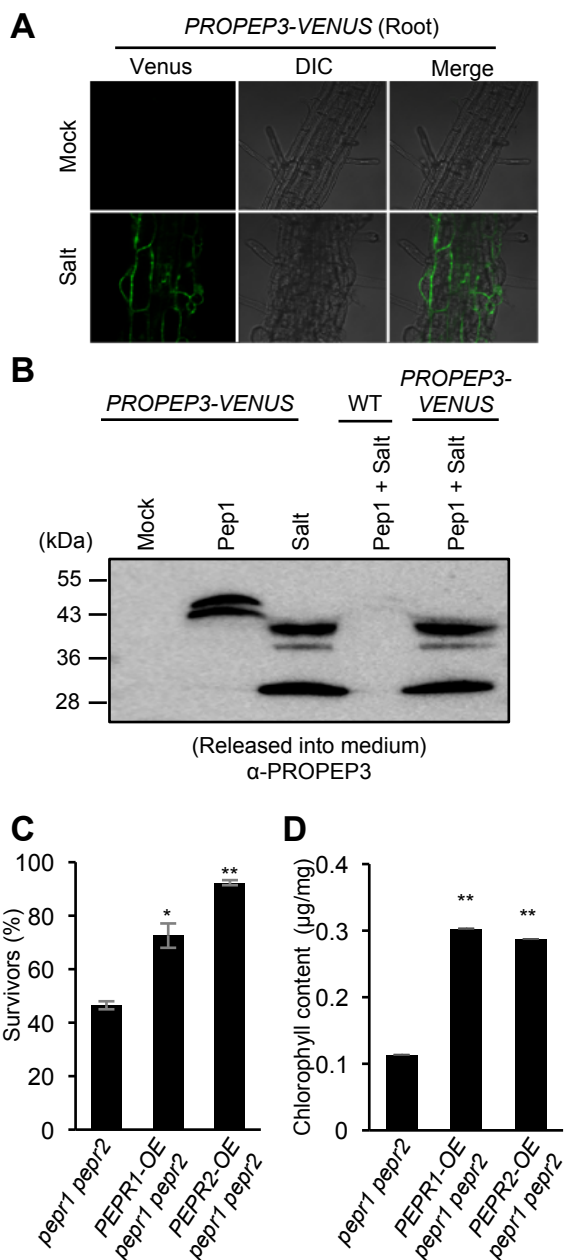 A
PROPEP3-VENUS (Root)
Venus DIC Merge
Mock
Salt
B
PROPEP3-VENUS WT PROPEP3-
VENUS
Mock
Pep1
Salt
Pep1 + Salt
Pep1 + Salt
(kDa)
55
43
36
28
(Released into medium)
α-PROPEP3
C
Survivors (%)
100
80
60
40
20
0
*
**
pepr1 pepr2
PEPR1-OE
pepr1 pepr2
PEPR2-OE
pepr1 pepr2
D
Chlorophyll content (µg/mg)
0.4
0.3
0.2
0.1
0
**
**
pepr1 pepr2
PEPR1-OE
pepr1 pepr2
PEPR2-OE
pepr1 pepr2